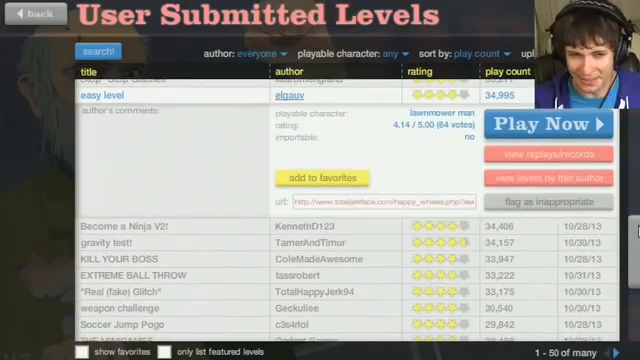 back
User Submitted Levels
search!
author: everyone playable character: any sort by: play count upl
title author rating play count
easy level elgauv 34,995
author's comments:
playable character: lawnmower man
rating: 4.14 / 5.00 (64 votes)
importable: no
add to favorites
Play Now
view replays/records
view levels by this author
flag as inappropriate
url:
Become a Ninja V2! KennethD123 34,406 10/28/13
gravity test! TamerAndTimur 34,157 10/30/13
KILL YOUR BOSS ColeMadeAwesome 33,947 10/28/13
EXTREME BALL THROW tassrobert 33,222 10/31/13
*Real (fake) Glitch* TotalHappyJerk94 33,175 10/30/13
weapon challenge Geckullee 30,540 10/30/13
Soccer Jump Pogo c3s4rfol 29,842 10/30/13
show favorites only list featured levels 1 - 50 of many